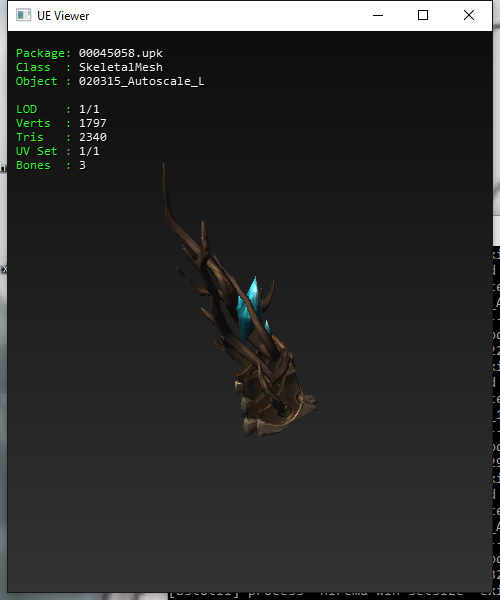 UE Viewer
Package: 00045058.upk
Class : SkeletalMesh
Object : 020315_Autoscale_L
LOD : 1/1
Verts : 1797
Tris : 2340
UV Set : 1/1
Bones : 3